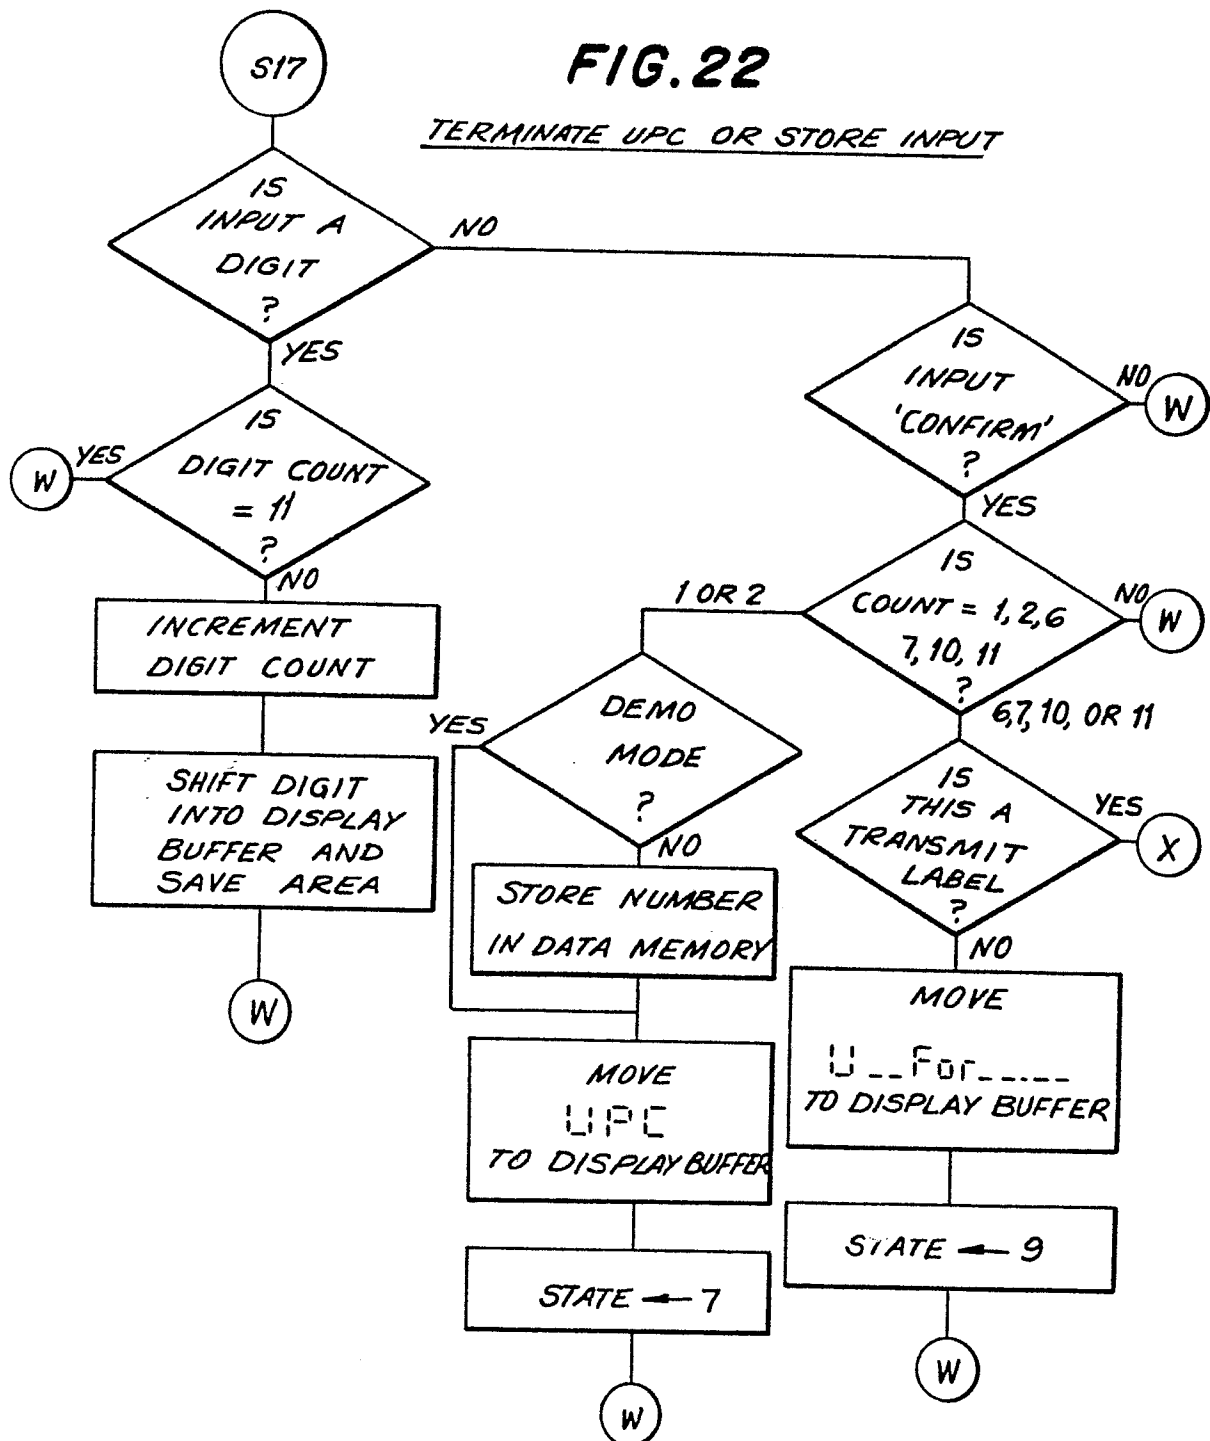 S17
FIG.22
TERMINATE UPC OR STORE INPUT
IS
INPUT A
DIGIT
?
NO
YES
IS
DIGIT COUNT
= 11
?
YES
W
NO
INCREMENT
DIGIT COUNT
SHIFT DIGIT
INTO DISPLAY
BUFFER AND
SAVE AREA
W
IS
INPUT
'CONFIRM'
?
NO
W
YES
IS
COUNT = 1, 2, 6
7, 10, 11
?
NO
W
1 OR 2
6,7, 10, OR 11
DEMO
MODE
?
YES
NO
STORE NUMBER
IN DATA MEMORY
MOVE
UPC
TO DISPLAY BUFFER
STATE ← 7
W
IS
THIS A
TRANSMIT
LABEL
?
YES
X
NO
MOVE
U__For__.__
TO DISPLAY BUFFER
STATE ← 9
W